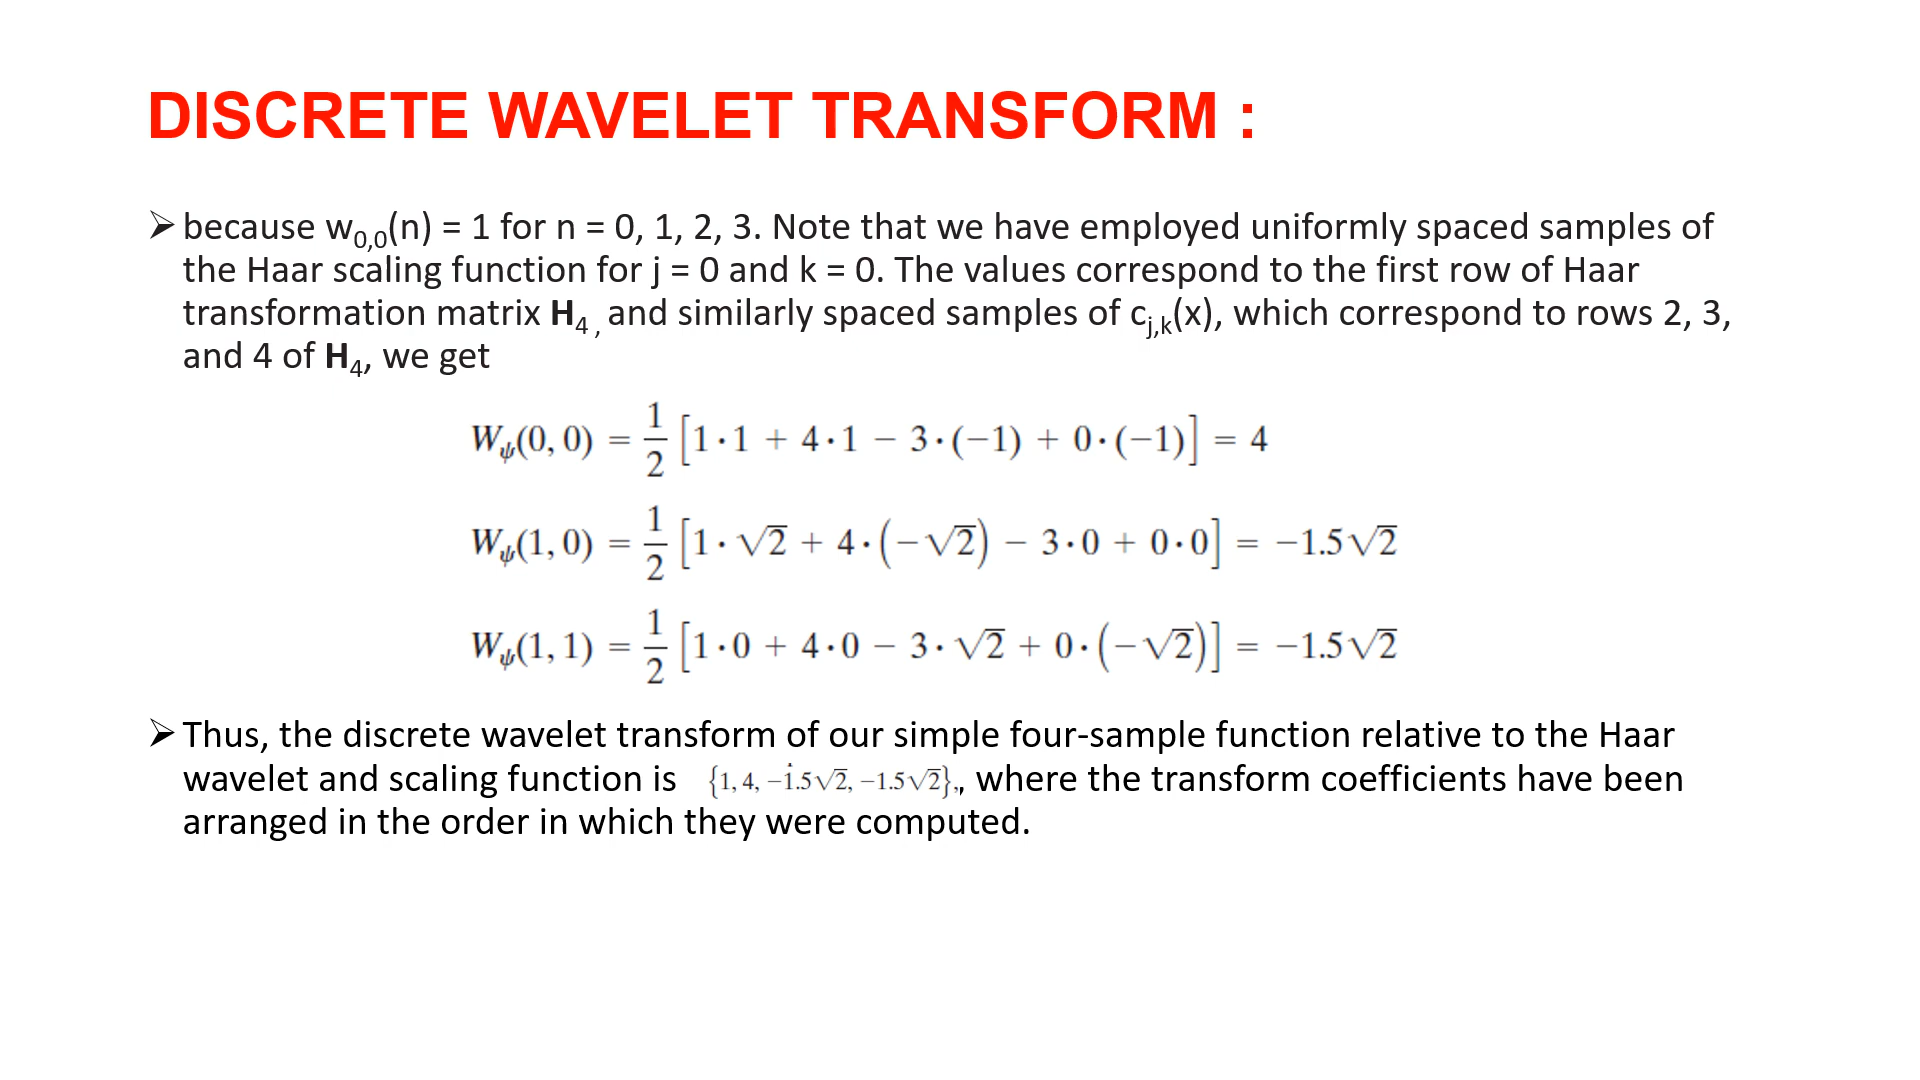 DISCRETE WAVELET TRANSFORM :
➢ because w0,0(n) = 1 for n = 0, 1, 2, 3. Note that we have employed uniformly spaced samples of
the Haar scaling function for j = 0 and k = 0. The values correspond to the first row of Haar
transformation matrix H4 , and similarly spaced samples of cj,k(x), which correspond to rows 2, 3,
and 4 of H4, we get
Wψ(0, 0) = 1/2 [1·1 + 4·1 − 3·(−1) + 0·(−1)] = 4
Wψ(1, 0) = 1/2 [1·√2 + 4·(−√2) − 3·0 + 0·0] = −1.5√2
Wψ(1, 1) = 1/2 [1·0 + 4·0 − 3·√2 + 0·(−√2)] = −1.5√2
➢ Thus, the discrete wavelet transform of our simple four-sample function relative to the Haar
wavelet and scaling function is {1, 4, −1.5√2, −1.5√2},, where the transform coefficients have been
arranged in the order in which they were computed.